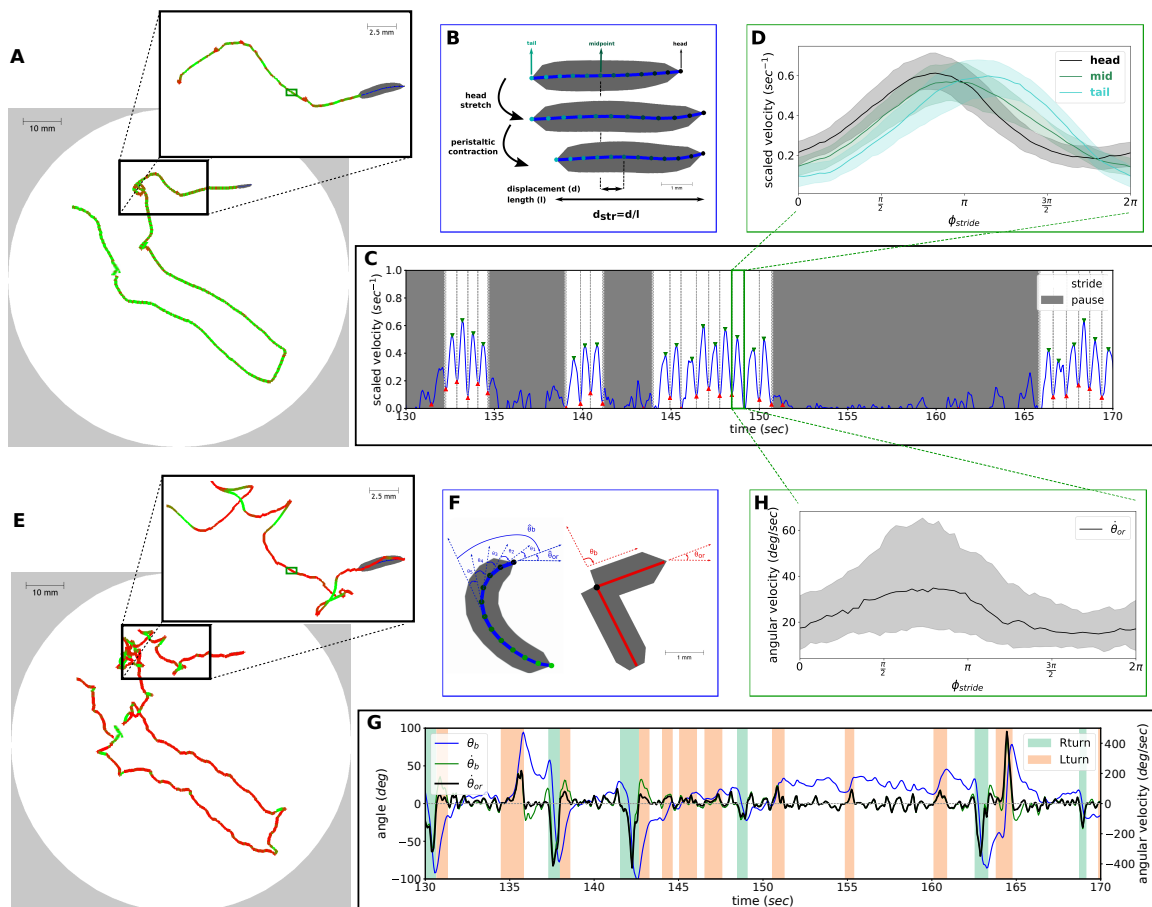 A
10 mm
2.5 mm
B
tail
midpoint
head
head
stretch
peristaltic
contraction
displacement (d)
length (l)
1 mm
d_str=d/l
D
scaled velocity (sec⁻¹)
0.6
0.4
0.2
head
mid
tail
0
π/2
π
3π/2
2π
ϕ_stride
C
scaled velocity (sec⁻¹)
1.0
0.8
0.6
0.4
0.2
0.0
stride
pause
130 135 140 145 150 155 160 165 170
time (sec)
E
10 mm
2.5 mm
F
θ̂_b
θ_or
θ_b
θ_or
1 mm
H
angular velocity (deg/sec)
60
40
20
θ̇_or
0
π/2
π
3π/2
2π
ϕ_stride
G
angle (deg)
100
50
0
−50
−100
θ_b
θ̇_b
θ̇_or
Rturn
Lturn
400
200
0
−200
−400
angular velocity (deg/sec)
130 135 140 145 150 155 160 165 170
time (sec)